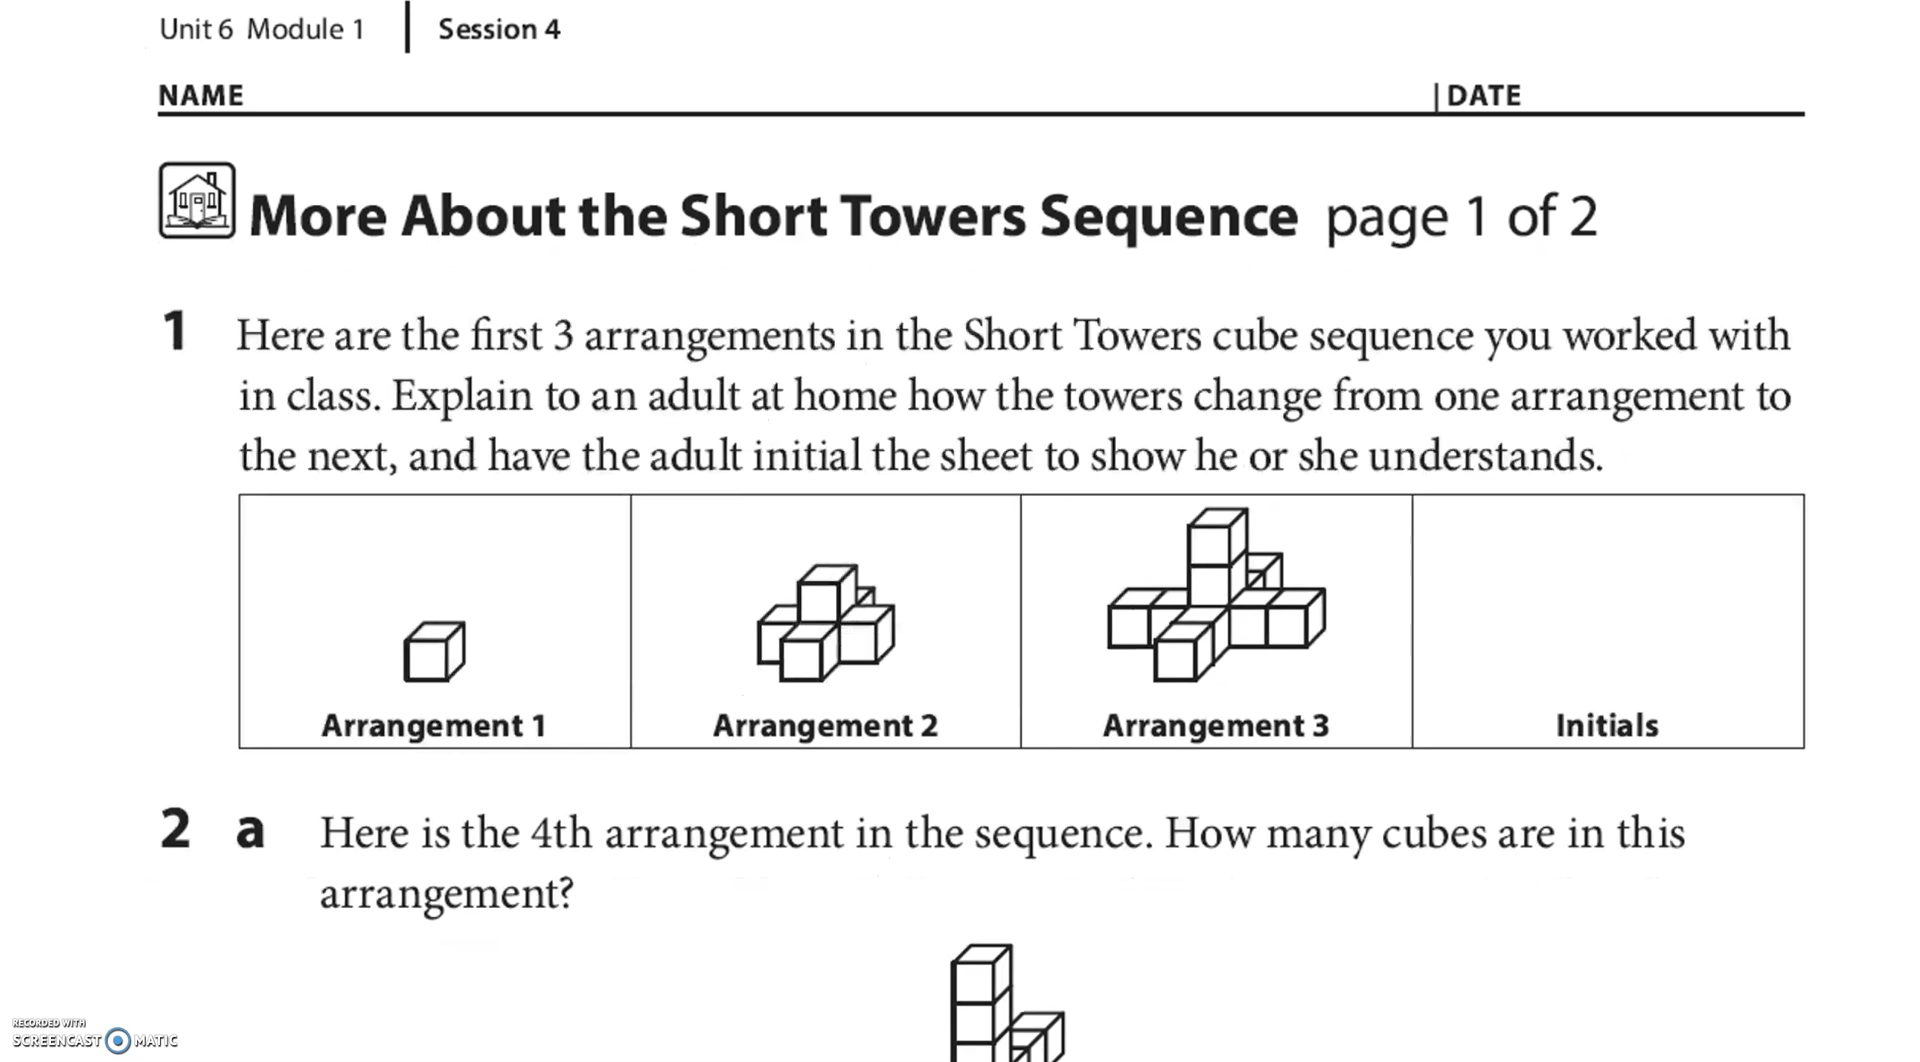 Unit 6 Module 1 | Session 4
NAME | DATE
More About the Short Towers Sequence page 1 of 2
1 Here are the first 3 arrangements in the Short Towers cube sequence you worked with
in class. Explain to an adult at home how the towers change from one arrangement to
the next, and have the adult initial the sheet to show he or she understands.
Arrangement 1 Arrangement 2 Arrangement 3 Initials
2 a Here is the 4th arrangement in the sequence. How many cubes are in this
arrangement?
RECORDED WITH
SCREENCAST MATIC